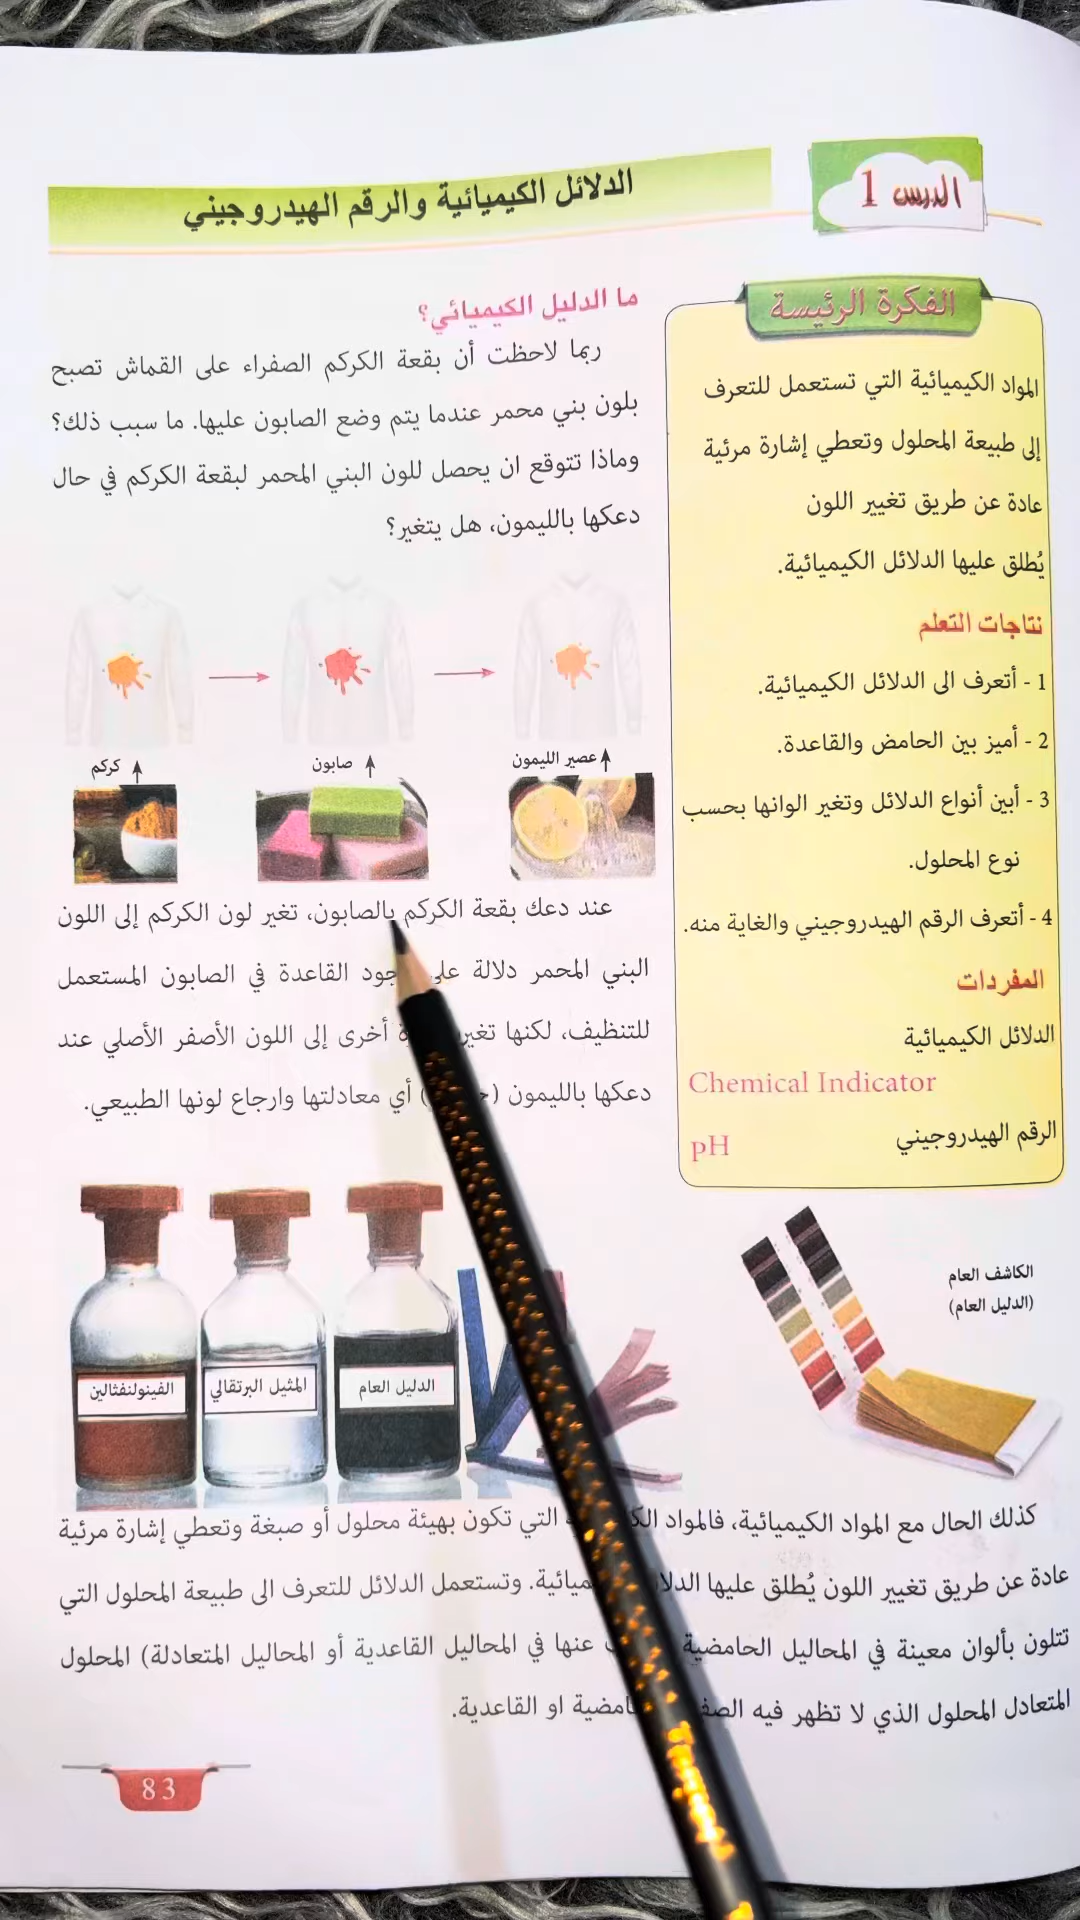 الدرس 1
الدلائل الكيميائية والرقم الهيدروجيني
الفكرة الرئيسة
المواد الكيميائية التي تستعمل للتعرف
إلى طبيعة المحلول وتعطي إشارة مرئية
عادة عن طريق تغيير اللون
يُطلق عليها الدلائل الكيميائية.
نتاجات التعلم
1 - أتعرف الى الدلائل الكيميائية.
2 - أميز بين الحامض والقاعدة.
3 - أبين أنواع الدلائل وتغير الوانها بحسب
نوع المحلول.
4 - أتعرف الرقم الهيدروجيني والغاية منه.
المفردات
الدلائل الكيميائية
Chemical Indicator
الرقم الهيدروجيني
pH
ما الدليل الكيميائي؟
ربما لاحظت أن بقعة الكركم الصفراء على القماش تصبح
بلون بني محمر عندما يتم وضع الصابون عليها. ما سبب ذلك؟
وماذا تتوقع ان يحصل للون البني المحمر لبقعة الكركم في حال
دعكها بالليمون، هل يتغير؟
عصير الليمون
صابون
كركم
عند دعك بقعة الكركم بالصابون، تغير لون الكركم إلى اللون
البني المحمر دلالة القاعدة في الصابون المستعمل
للتنظيف، لكنها أخرى إلى اللون الأصفر الأصلي عند
دعكها بالليمون ( ) أي معادلتها وارجاع لونها الطبيعي.
الكاشف العام
(الدليل العام)
الدليل العام
المثيل البرتقالي
الفينولنفثالين
كذلك الحال مع المواد الكيميائية، فالمواد التي تكون بهيئة محلول أو صبغة وتعطي إشارة مرئية
عادة عن طريق تغيير اللون يُطلق عليها وتستعمل الدلائل للتعرف الى طبيعة المحلول التي
تتلون بألوان معينة في المحاليل الحامضية عنها في المحاليل القاعدية أو المحاليل المتعادلة) المحلول
المتعادل المحلول الذي لا تظهر فيه او القاعدية.
83